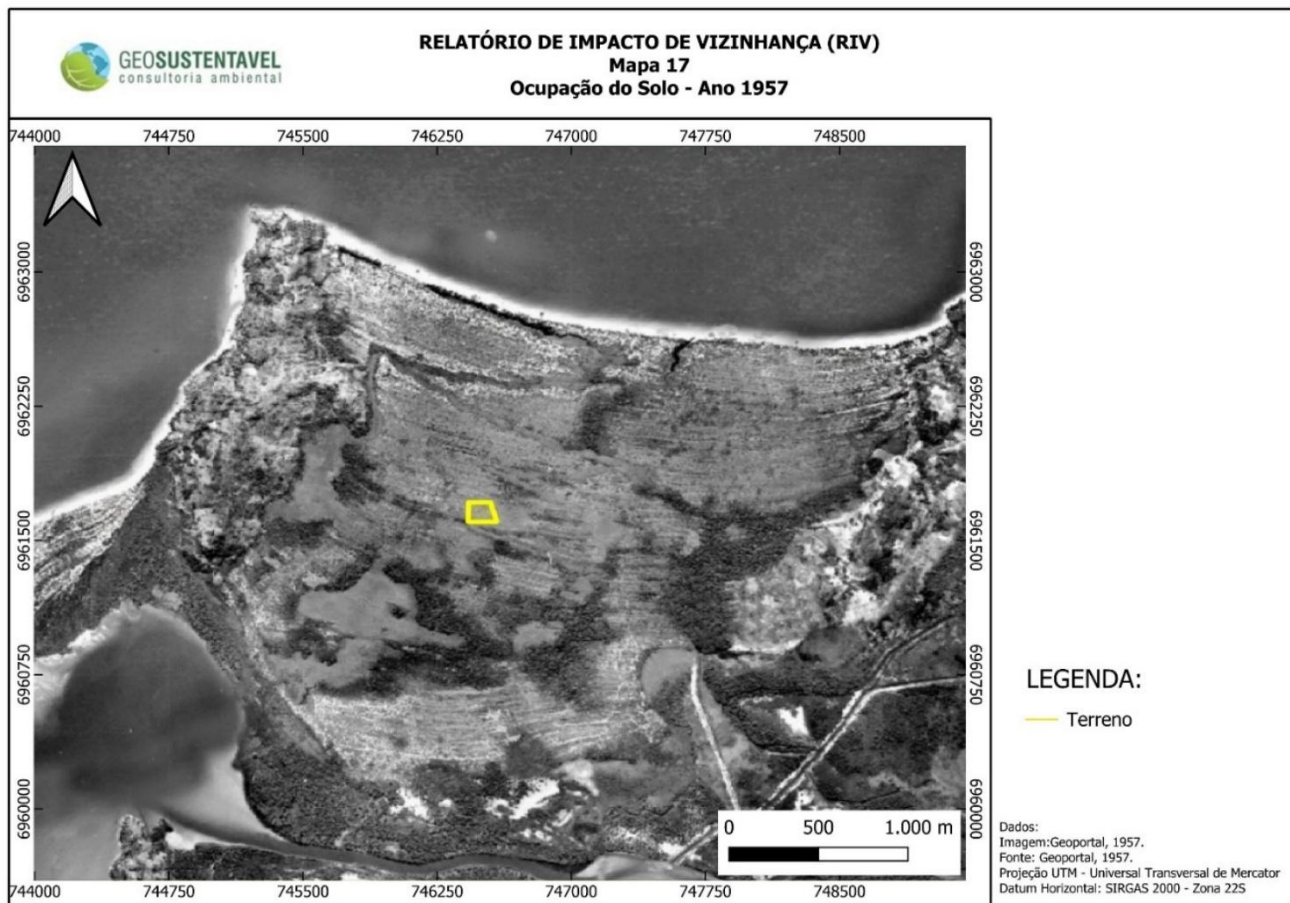 GEOSUSTENTAVEL
consultoria ambiental
RELATÓRIO DE IMPACTO DE VIZINHANÇA (RIV)
Mapa 17
Ocupação do Solo - Ano 1957
744000 744750 745500 746250 747000 747750 748500
6963000 6963000
6962250 6962250
6961500 6961500
6960750 6960750
6960000 6960000
0 500 1.000 m
744000 744750 745500 746250 747000 747750 748500
LEGENDA:
Terreno
Dados:
Imagem:Geoportal, 1957.
Fonte: Geoportal, 1957.
Projeção UTM - Universal Transversal de Mercator
Datum Horizontal: SIRGAS 2000 - Zona 22S